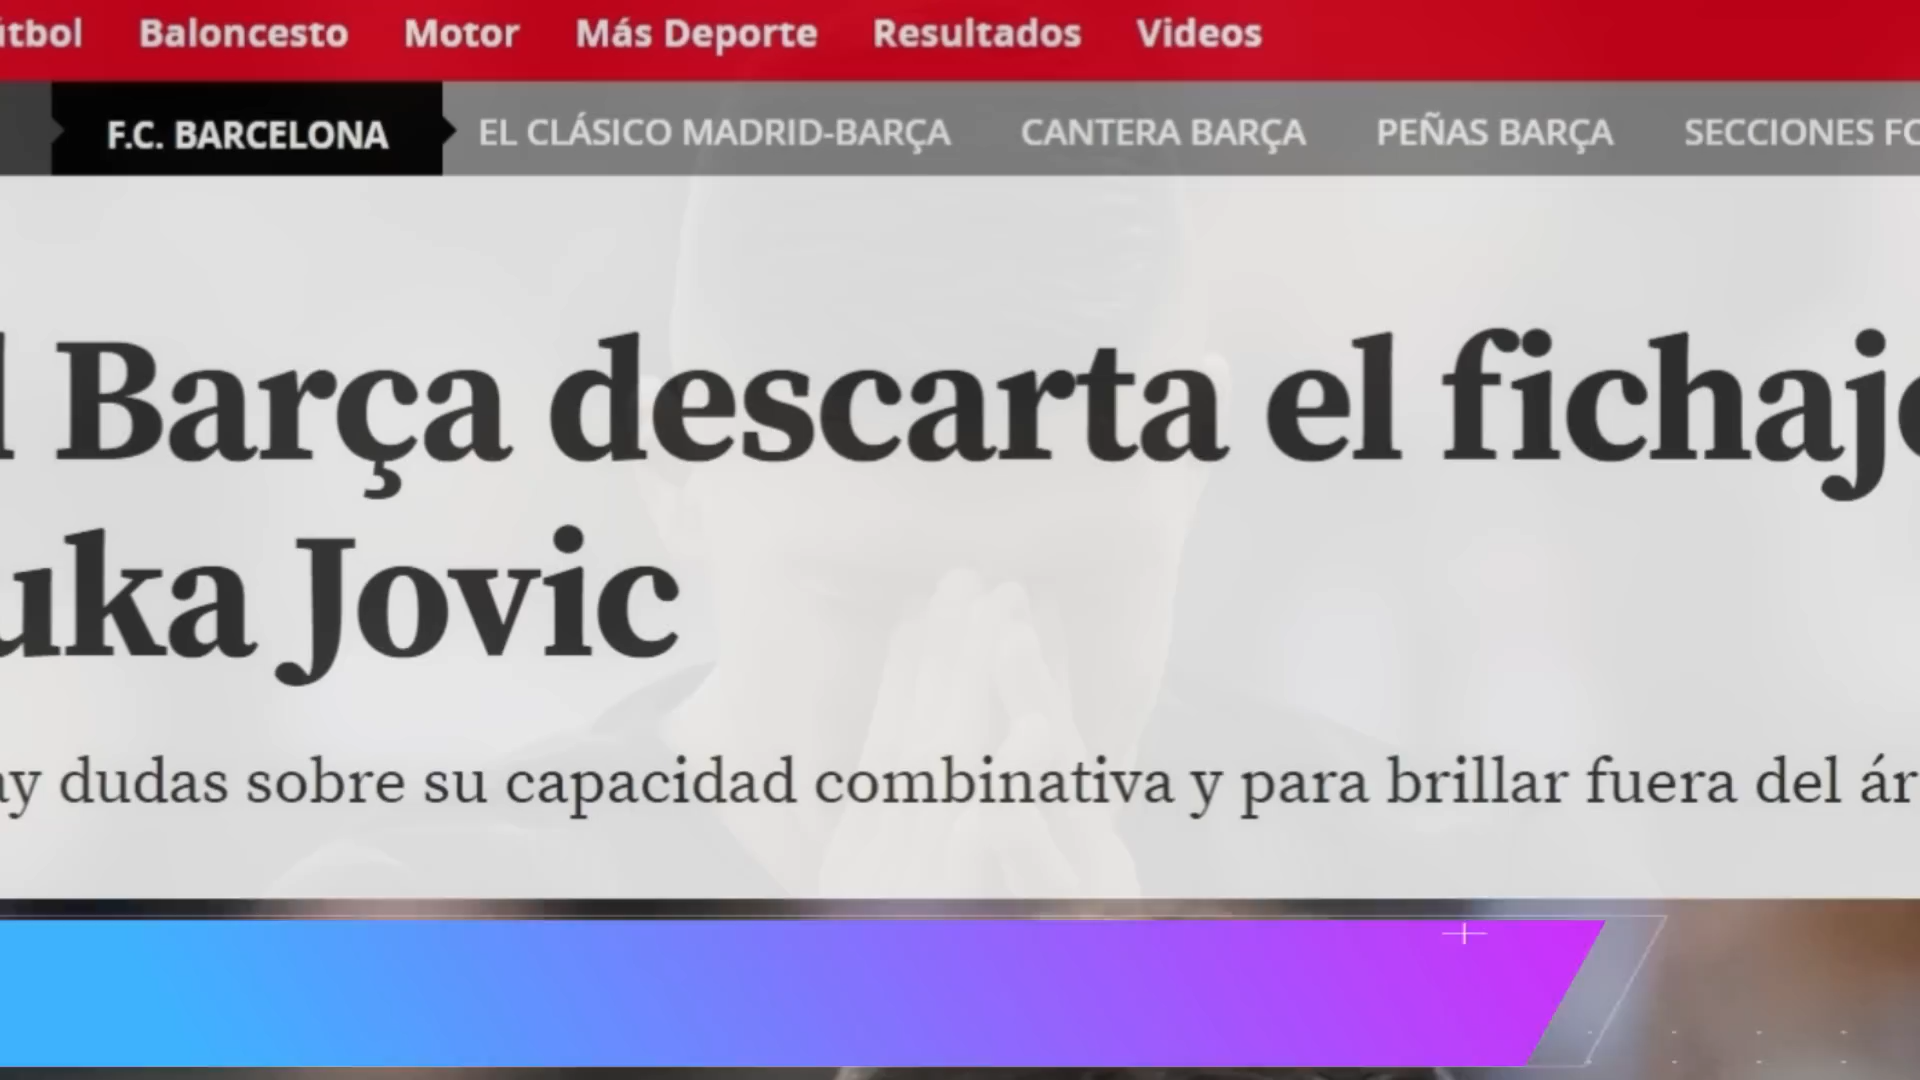 útbol Baloncesto Motor Más Deporte Resultados Videos
F.C. BARCELONA EL CLÁSICO MADRID-BARÇA CANTERA BARÇA PEÑAS BARÇA SECCIONES FC
l Barça descarta el fichaje
uka Jovic
ay dudas sobre su capacidad combinativa y para brillar fuera del ár